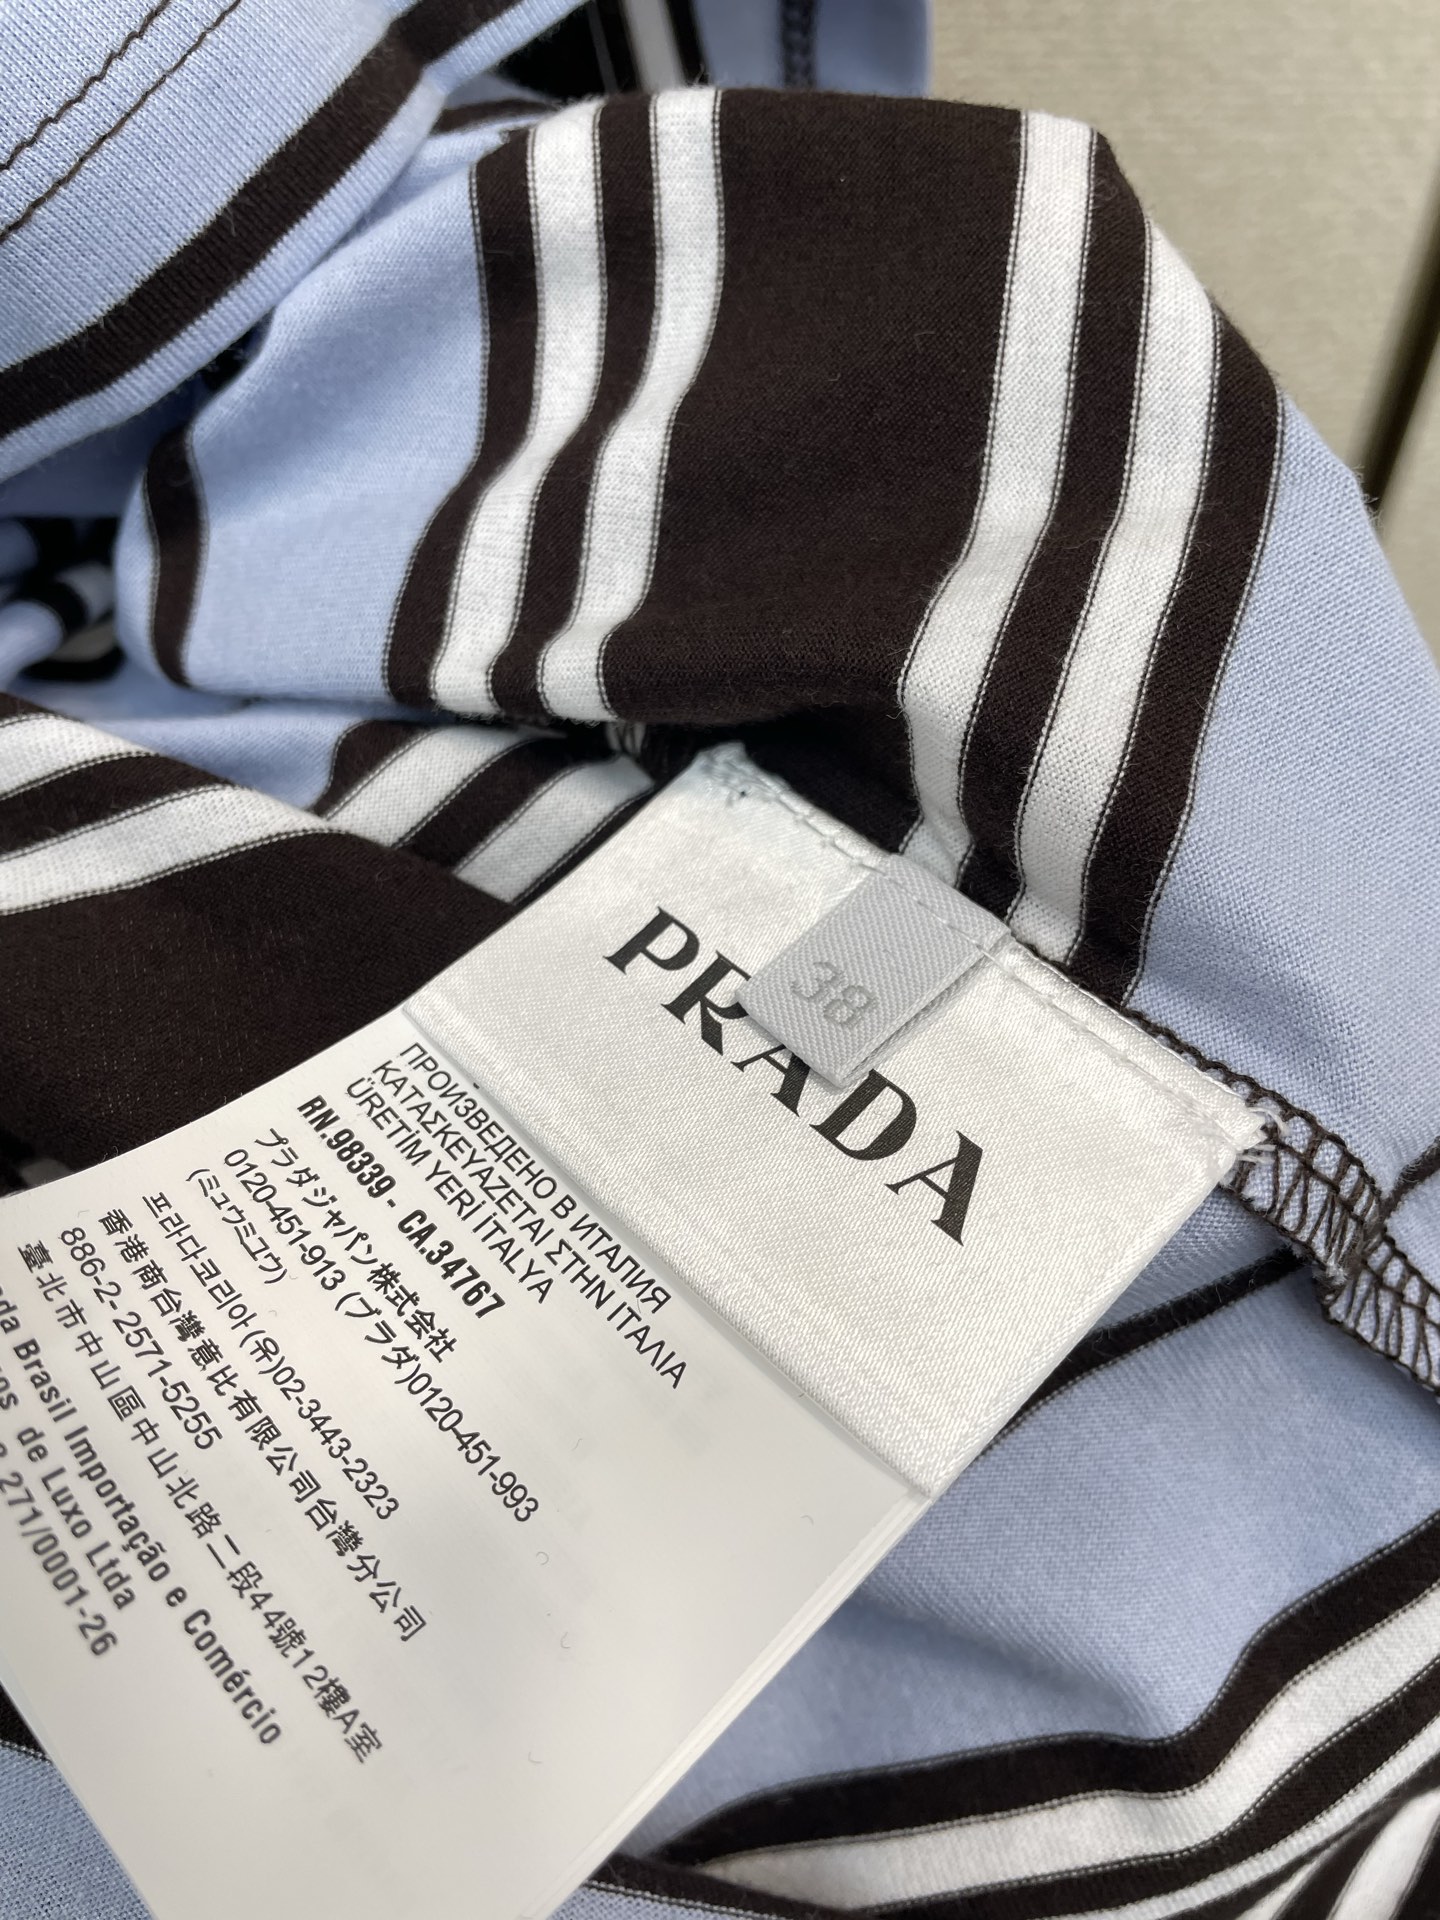 PRADA
38
ПРОИЗВЕДЕНО В ИТАЛИЯ
ΚΑΤΑΣΚΕΥΑΖΕΤΑΙ ΣΤΗΝ ΙΤΑΛΙΑ
ÜRETİM YERİ İTALYA
RN.98339 - CA.34767
プラダジャパン株式会社
0120-451-913 (プラダ)0120-451-993
(ミュウミュウ)
프라다코리아(유)02-3443-2323
香港商台灣意比有限公司台灣分公司
886-2-2571-5255
臺北市中山區中山北路二段44號12樓A室
Brasil Importação e Comércio
de Luxo Ltda
271/0001-26